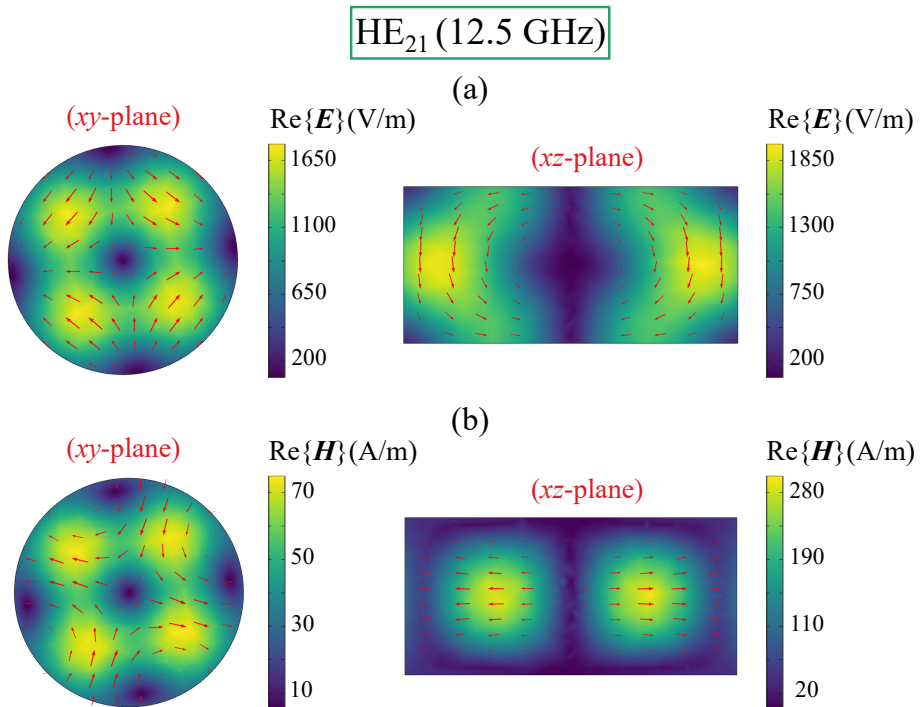 HE₂₁ (12.5 GHz)
(a)
(xy-plane)
Re{E}(V/m)
1650
1100
650
200
(xz-plane)
Re{E}(V/m)
1850
1300
750
200
(b)
(xy-plane)
Re{H}(A/m)
70
50
30
10
(xz-plane)
Re{H}(A/m)
280
190
110
20